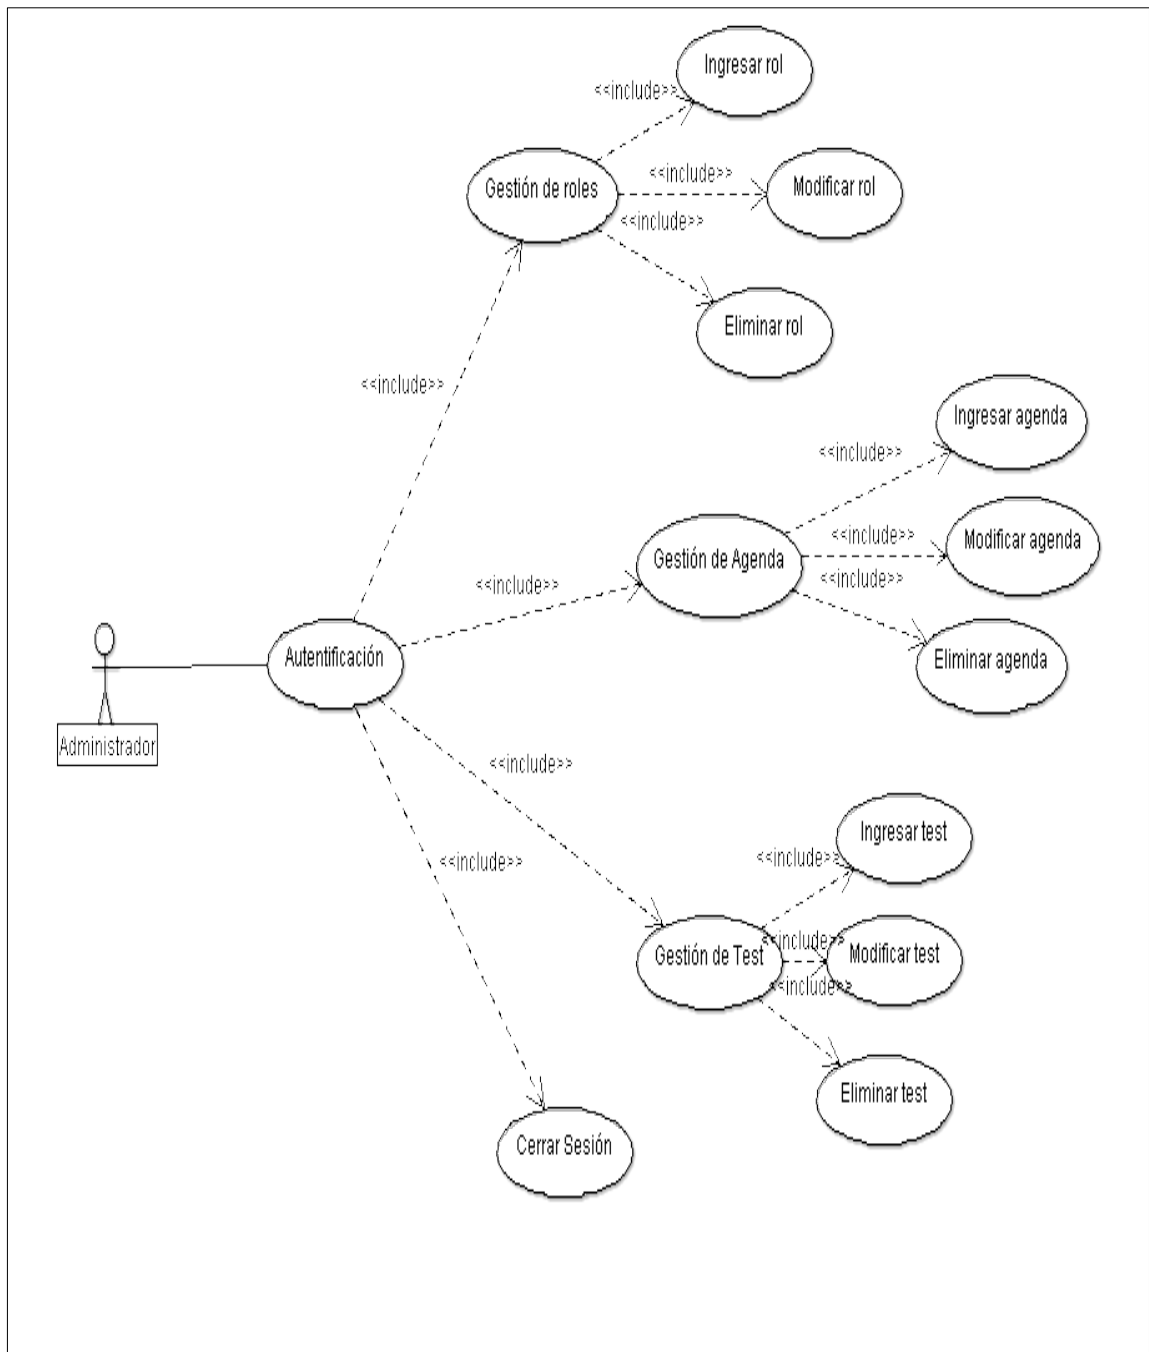 Ingresar rol
<<include>>
<<include>>
Gestión de roles
Modificar rol
<<include>>
Eliminar rol
<<include>>
Ingresar agenda
<<include>>
<<include>>
Modificar agenda
Gestión de Agenda
<<include>>
<<include>>
Autentificación
Eliminar agenda
Administrador
<<include>>
Ingresar test
<<include>>
<<include>>
<<include>>
Gestión de Test
Modificar test
<<include>>
Eliminar test
Cerrar Sesión